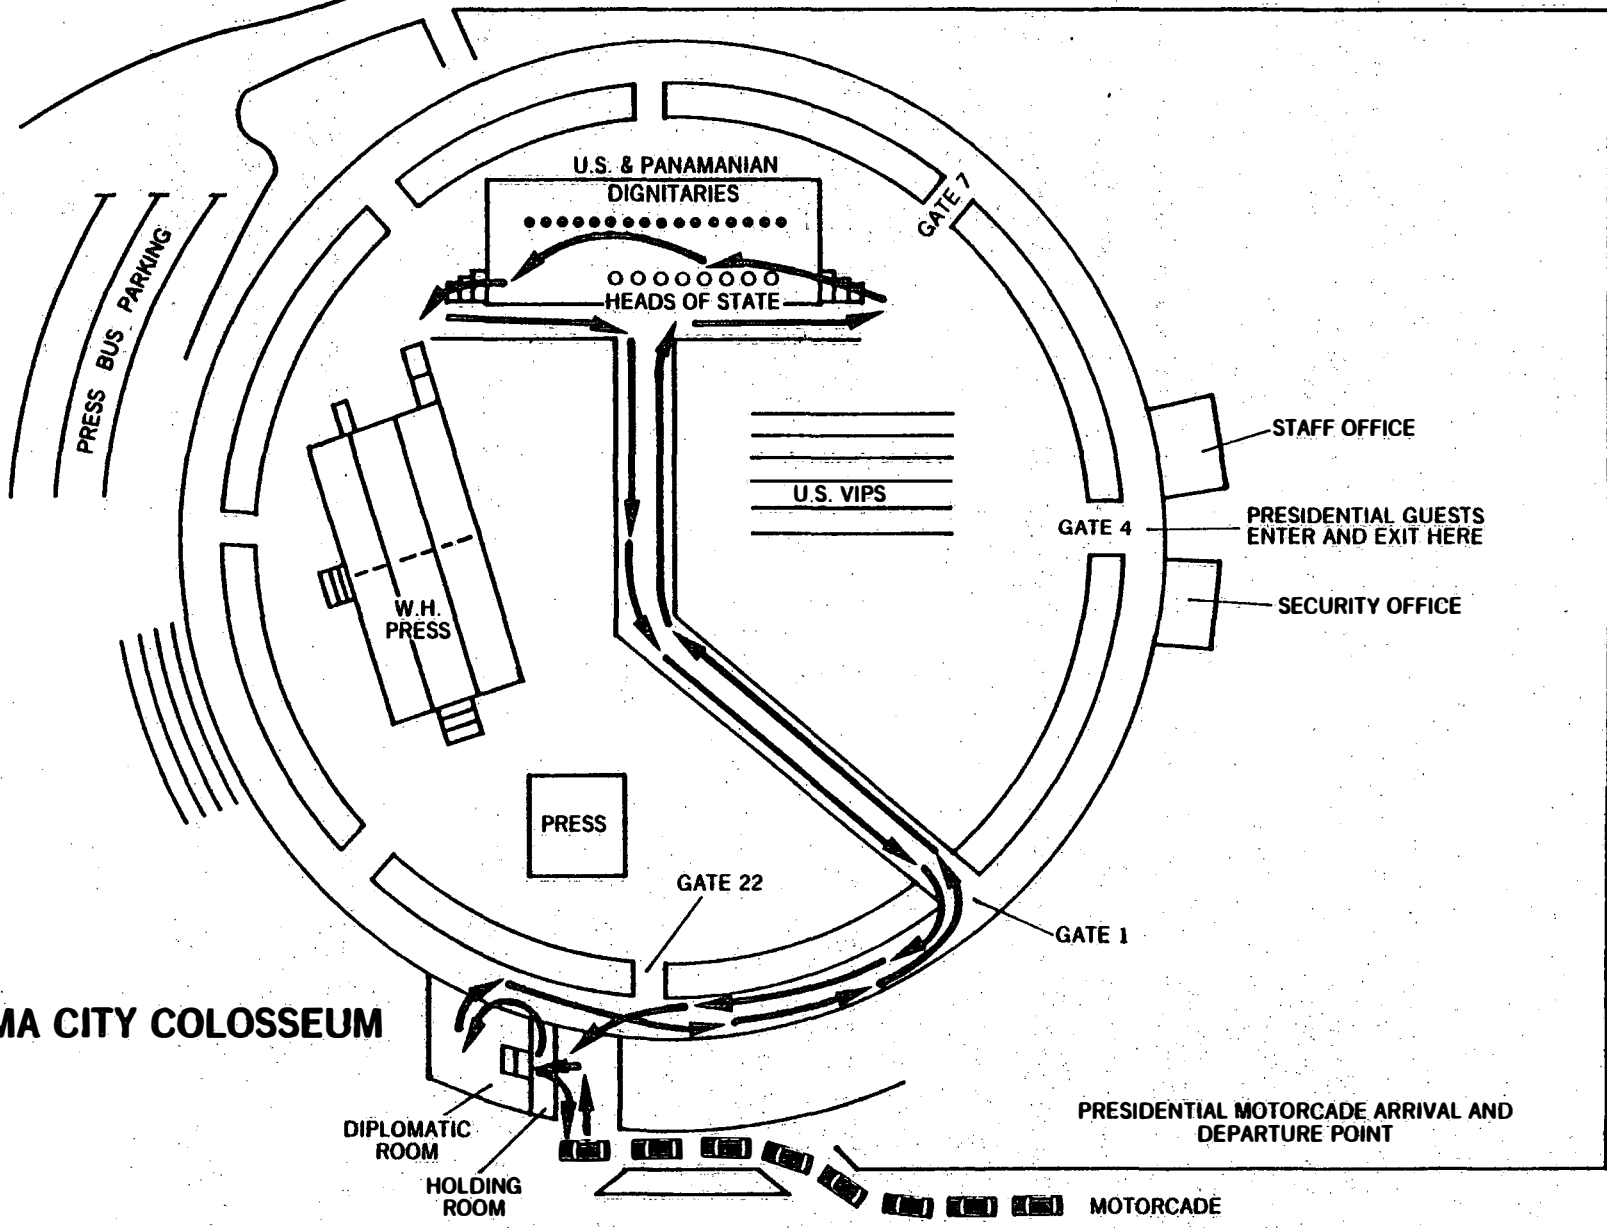 U.S. & PANAMANIAN
DIGNITARIES
GATE 7
HEADS OF STATE
PRESS BUS PARKING
STAFF OFFICE
U.S. VIPS
GATE 4
PRESIDENTIAL GUESTS
ENTER AND EXIT HERE
W.H.
PRESS
SECURITY OFFICE
PRESS
GATE 22
GATE 1
MA CITY COLOSSEUM
DIPLOMATIC
ROOM
HOLDING
ROOM
PRESIDENTIAL MOTORCADE ARRIVAL AND
DEPARTURE POINT
MOTORCADE